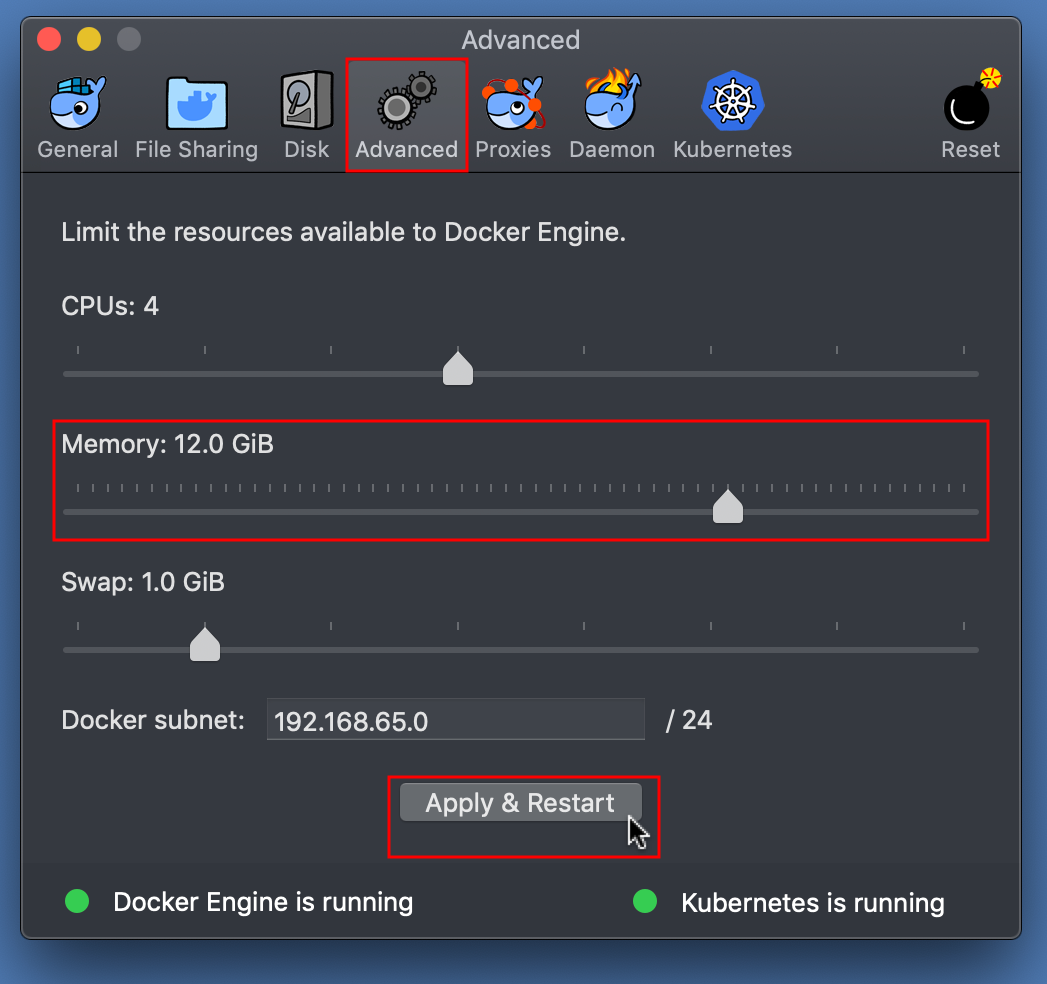 Advanced
General File Sharing Disk Advanced Proxies Daemon Kubernetes Reset
Limit the resources available to Docker Engine.
CPUs: 4
Memory: 12.0 GiB
Swap: 1.0 GiB
Docker subnet: 192.168.65.0 / 24
Apply & Restart
Docker Engine is running Kubernetes is running